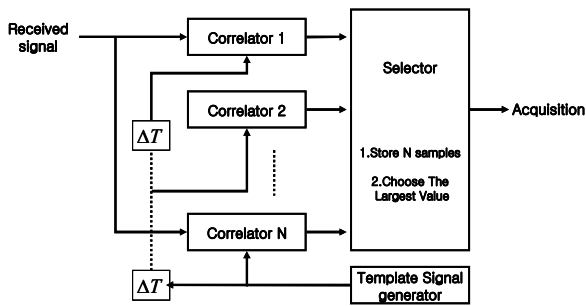 Received
signal
Correlator 1
Selector
Correlator 2
Acquisition
ΔT
1.Store N samples
2.Choose The
Largest Value
Correlator N
ΔT
Template Signal
generator